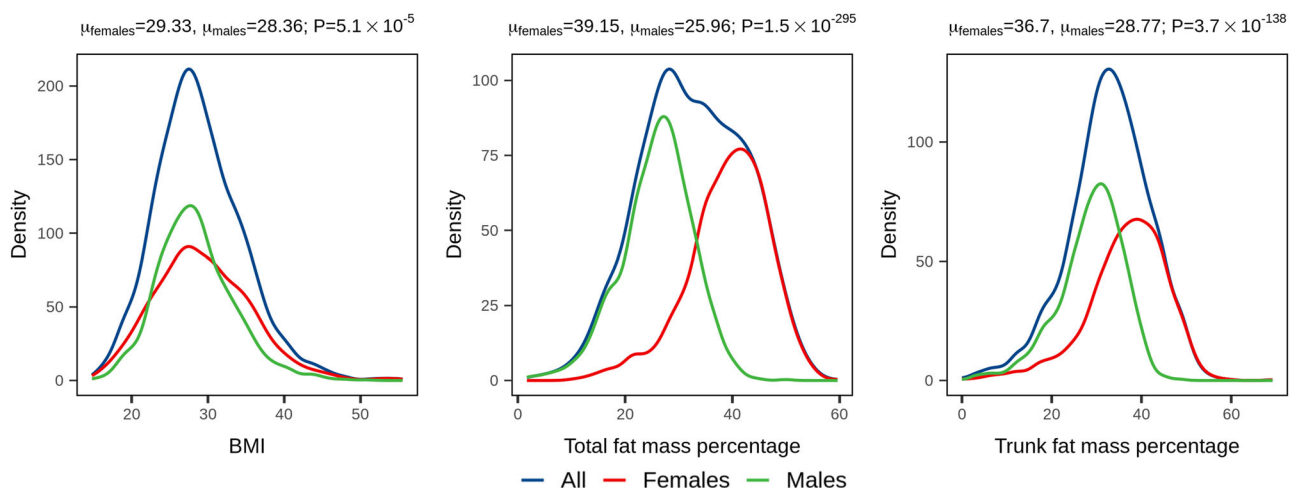 μfemales=29.33, μmales=28.36; P=5.1 × 10-5
Density
200
150
100
50
0
20 30 40 50
BMI
μfemales=39.15, μmales=25.96; P=1.5 × 10-295
Density
100
75
50
25
0
0 20 40 60
Total fat mass percentage
μfemales=36.7, μmales=28.77; P=3.7 × 10-138
Density
100
50
0
0 20 40 60
Trunk fat mass percentage
All Females Males